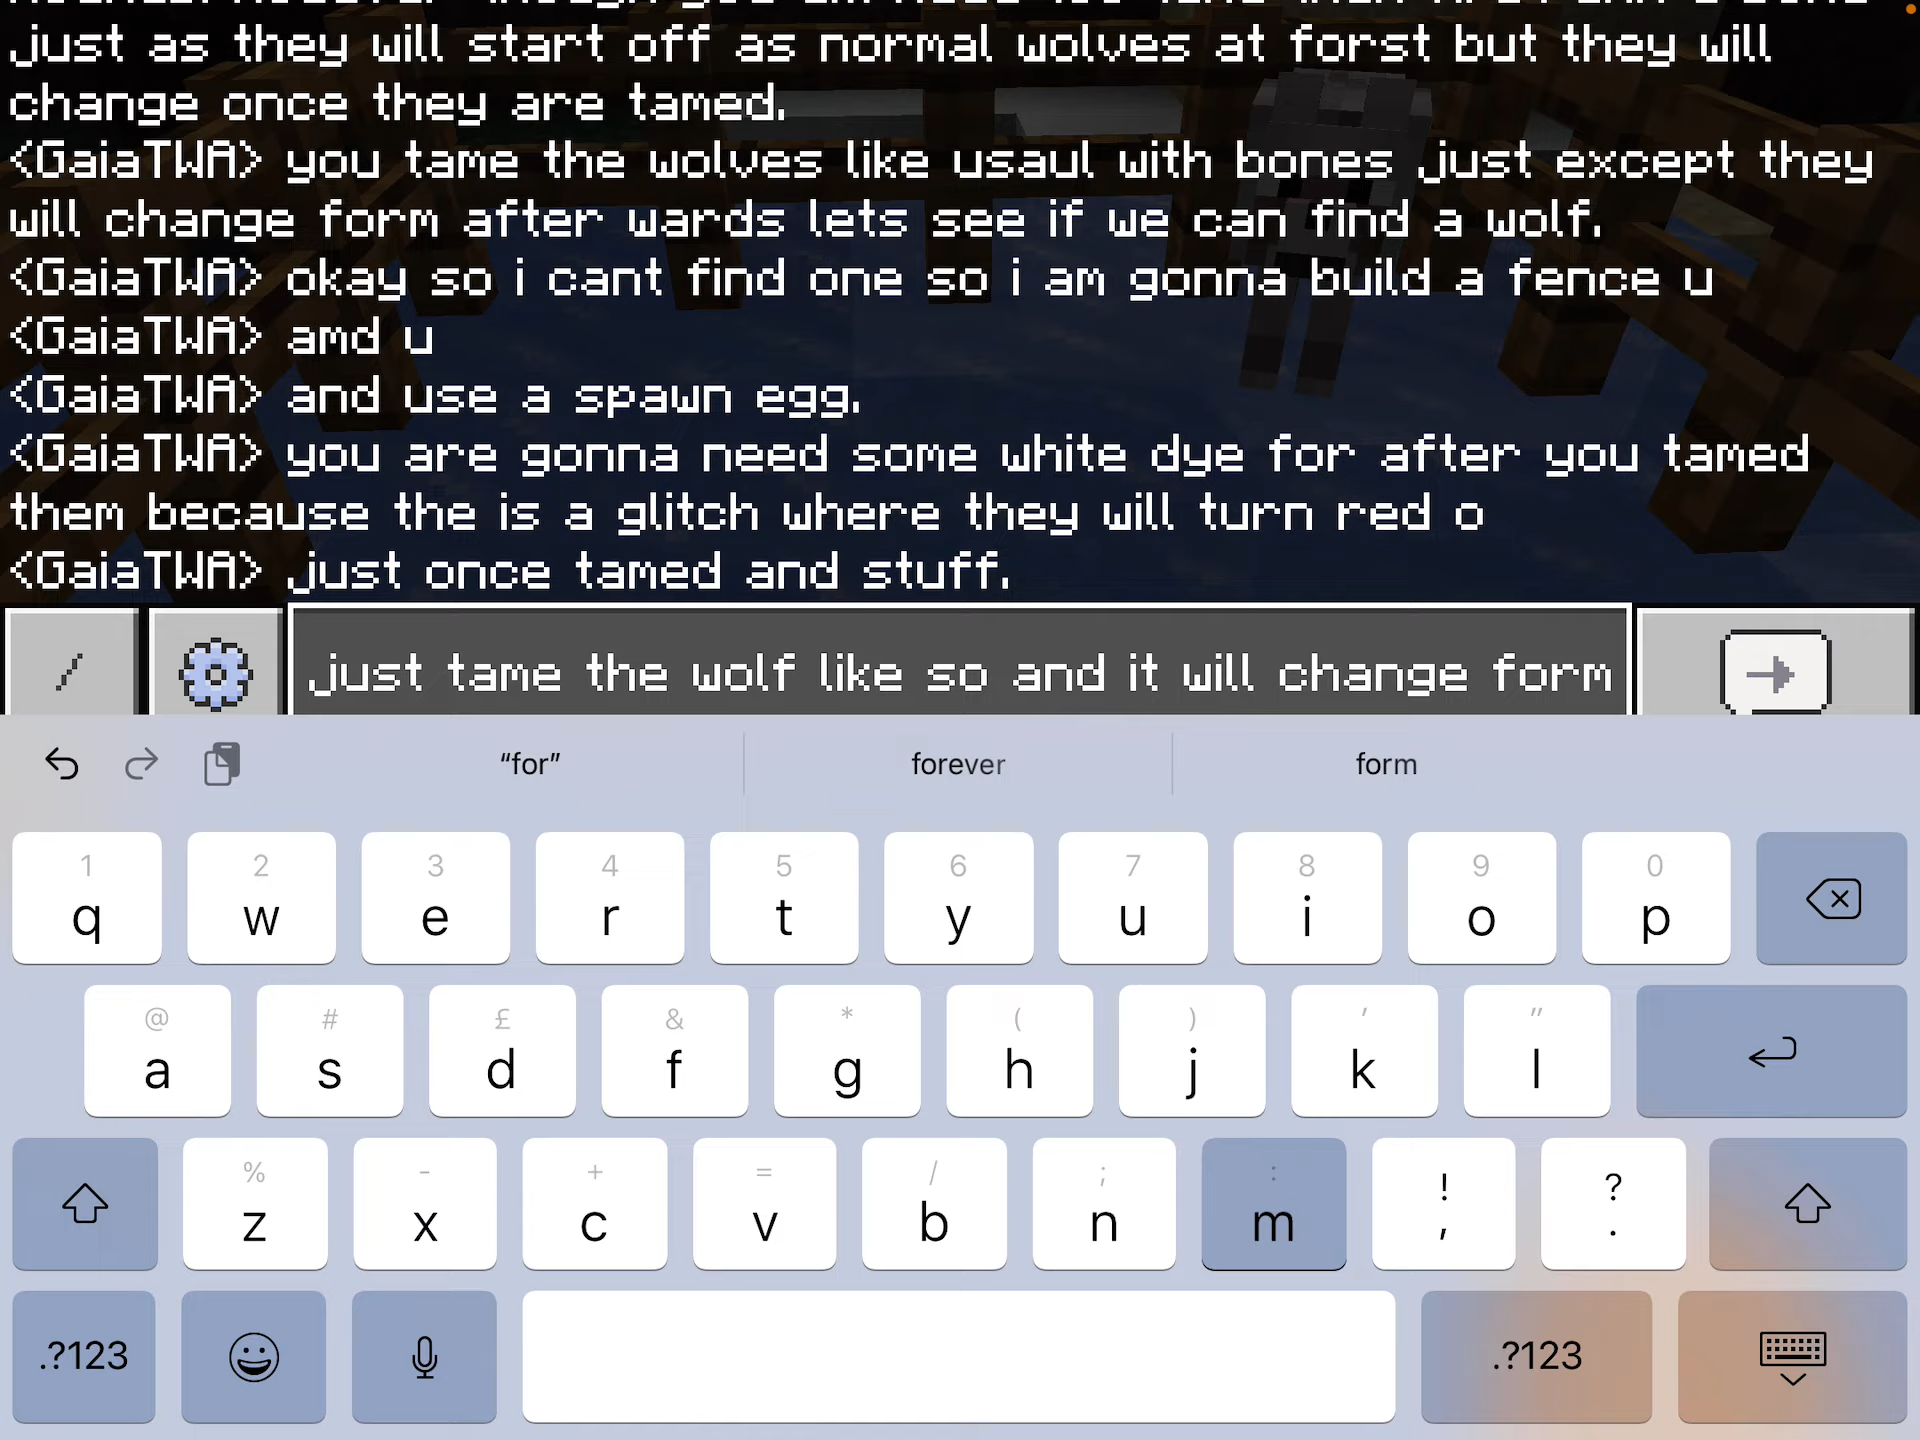 just as they will start off as normal wolves at forst but they will
change once they are tamed.
<GaiaTWA> you tame the wolves like usaul with bones just except they
will change form after wards lets see if we can find a wolf.
<GaiaTWA> okay so i cant find one so i am gonna build a fence u
<GaiaTWA> amd u
<GaiaTWA> and use a spawn egg.
<GaiaTWA> you are gonna need some white dye for after you tamed
them because the is a glitch where they will turn red o
<GaiaTWA> just once tamed and stuff.
/ just tame the wolf like so and it will change form
“for” forever form
1 2 3 4 5 6 7 8 9 0
q w e r t y u i o p
@ # £ & * ( ) ' "
a s d f g h j k l
% - + = / ; : ! ?
z x c v b n m , .
.?123 .?123